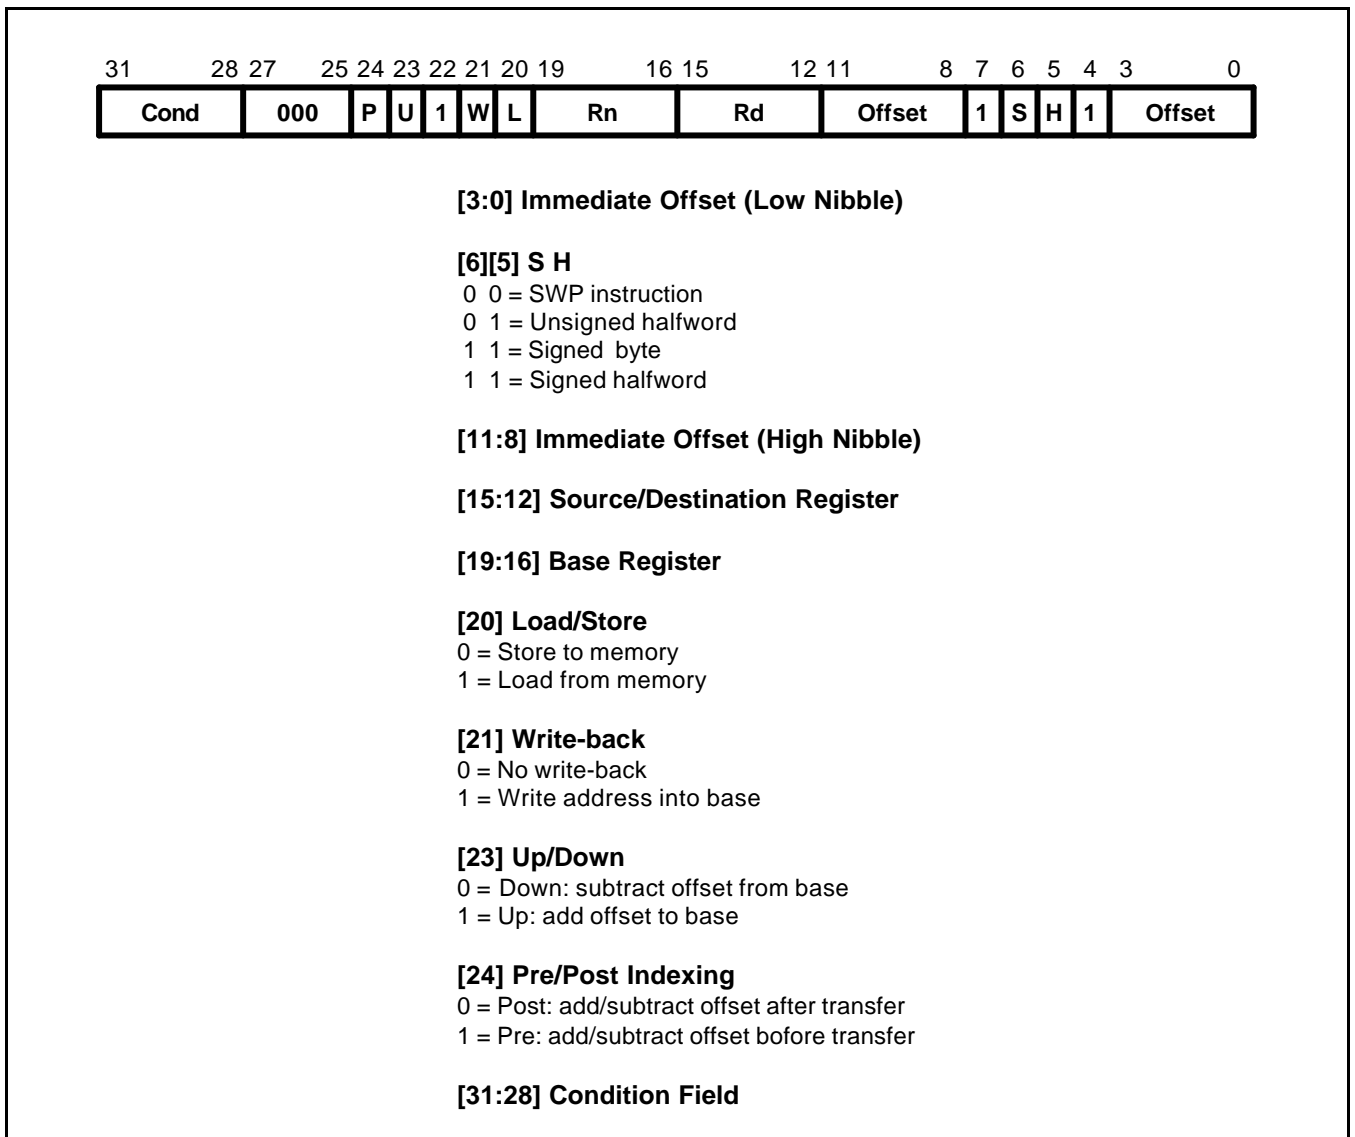 31 28 27 25 24 23 22 21 20 19 16 15 12 11 8 7 6 5 4 3 0
Cond 000 P U 1 W L Rn Rd Offset 1 S H 1 Offset
[3:0] Immediate Offset (Low Nibble)
[6][5] S H
0 0 = SWP instruction
0 1 = Unsigned halfword
1 1 = Signed byte
1 1 = Signed halfword
[11:8] Immediate Offset (High Nibble)
[15:12] Source/Destination Register
[19:16] Base Register
[20] Load/Store
0 = Store to memory
1 = Load from memory
[21] Write-back
0 = No write-back
1 = Write address into base
[23] Up/Down
0 = Down: subtract offset from base
1 = Up: add offset to base
[24] Pre/Post Indexing
0 = Post: add/subtract offset after transfer
1 = Pre: add/subtract offset bofore transfer
[31:28] Condition Field